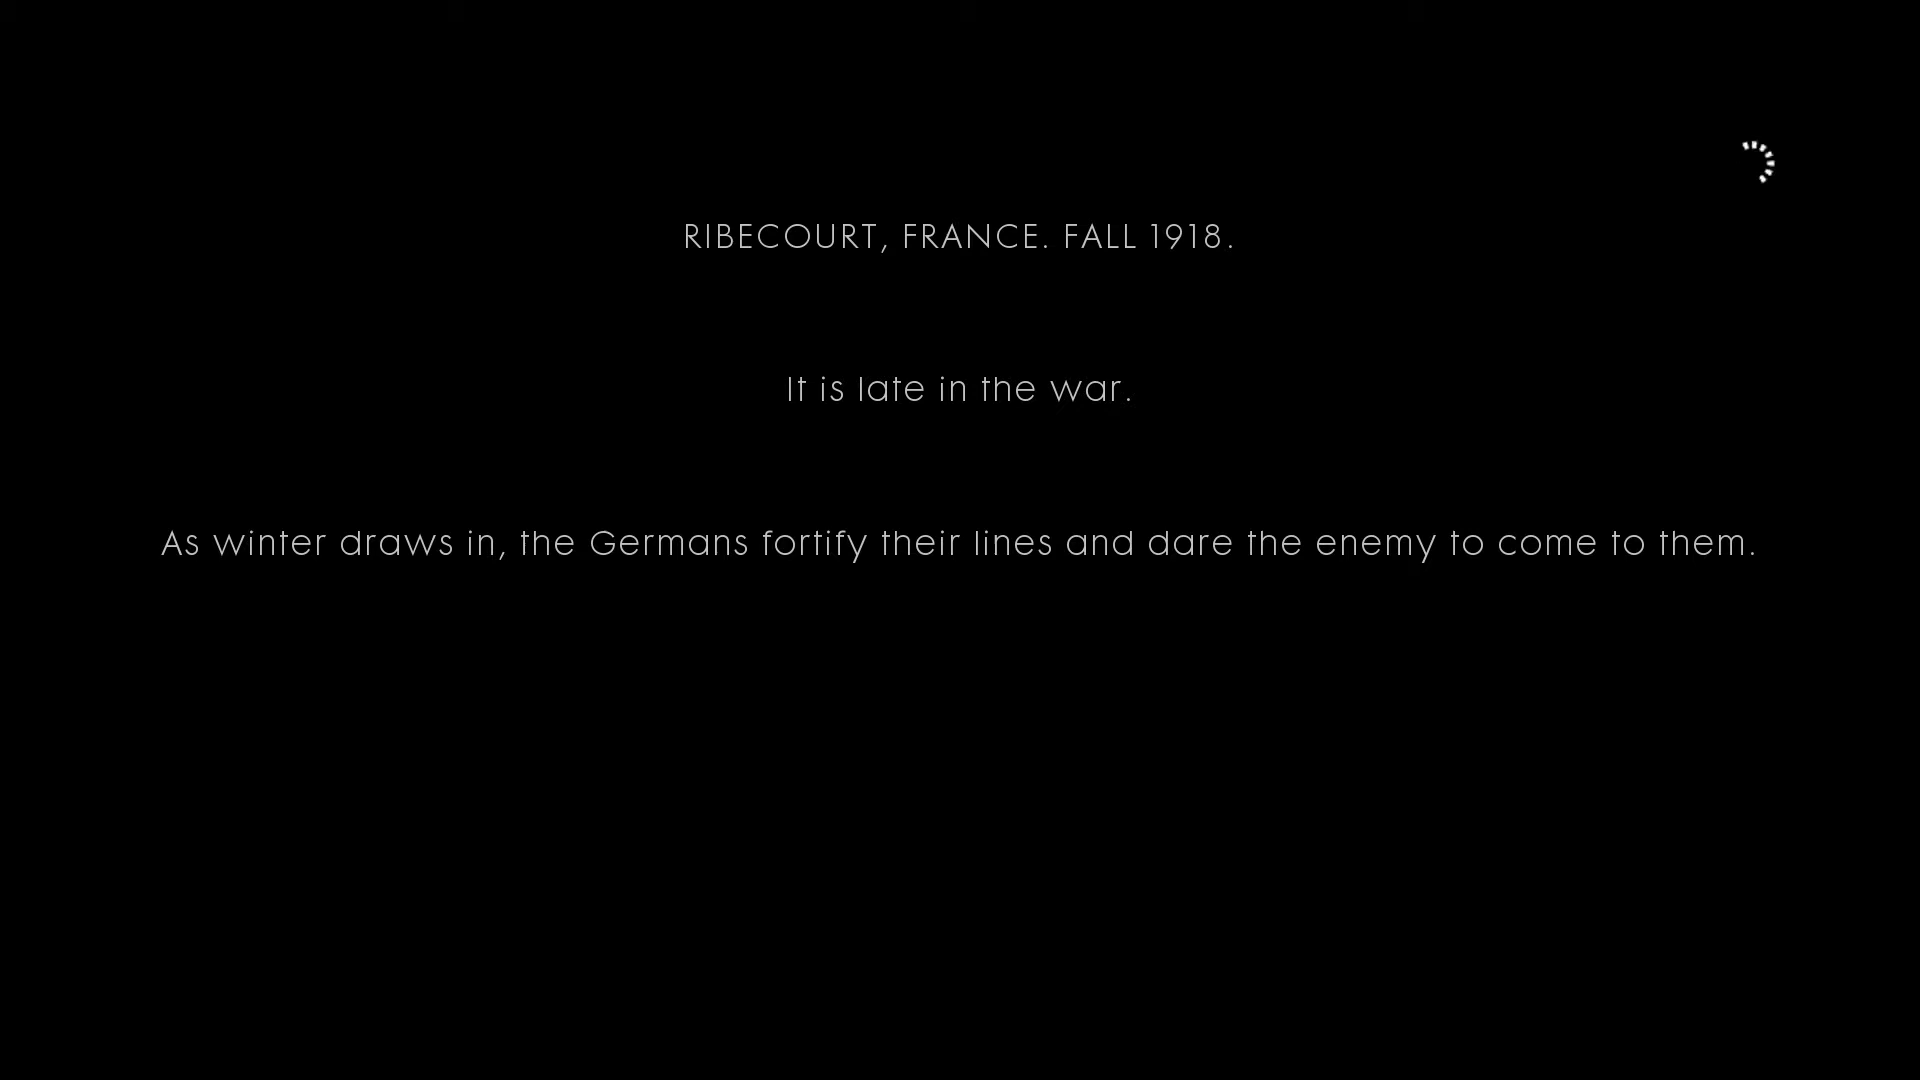 RIBECOURT, FRANCE. FALL 1918.
It is late in the war.
As winter draws in, the Germans fortify their lines and dare the enemy to come to them.